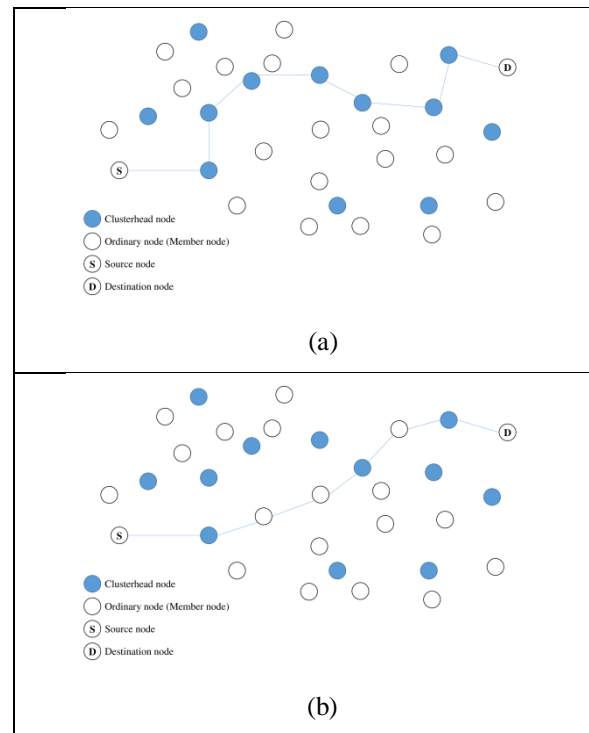 D
S
Clusterhead node
Ordinary node (Member node)
S Source node
D Destination node
(a)
D
S
Clusterhead node
Ordinary node (Member node)
S Source node
D Destination node
(b)